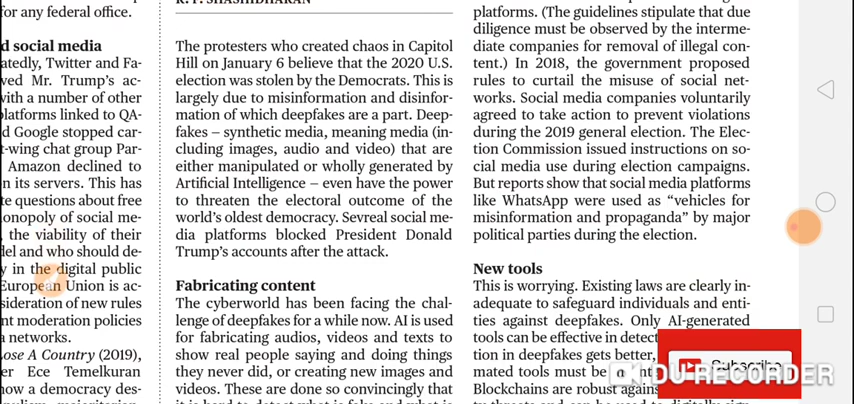 for any federal office.
d social media
atedly, Twitter and Fa-
ved Mr. Trump's ac-
with a number of other
platforms linked to QA-
d Google stopped car-
t-wing chat group Par-
Amazon declined to
n its servers. This has
te questions about free
onopoly of social me-
, the viability of their
del and who should de-
y in the digital public
European Union is ac-
sideration of new rules
nt moderation policies
a networks.
ose A Country (2019),
er Ece Temelkuran
how a democracy des-
The protesters who created chaos in Capitol
Hill on January 6 believe that the 2020 U.S.
election was stolen by the Democrats. This is
largely due to misinformation and disinfor-
mation of which deepfakes are a part. Deep-
fakes – synthetic media, meaning media (in-
cluding images, audio and video) that are
either manipulated or wholly generated by
Artificial Intelligence – even have the power
to threaten the electoral outcome of the
world's oldest democracy. Sevreal social me-
dia platforms blocked President Donald
Trump's accounts after the attack.
Fabricating content
The cyberworld has been facing the chal-
lenge of deepfakes for a while now. AI is used
for fabricating audios, videos and texts to
show real people saying and doing things
they never did, or creating new images and
videos. These are done so convincingly that
it is hard to detect what is fake and what is
platforms. (The guidelines stipulate that due
diligence must be observed by the interme-
diate companies for removal of illegal con-
tent.) In 2018, the government proposed
rules to curtail the misuse of social net-
works. Social media companies voluntarily
agreed to take action to prevent violations
during the 2019 general election. The Elec-
tion Commission issued instructions on so-
cial media use during election campaigns.
But reports show that social media platforms
like WhatsApp were used as “vehicles for
misinformation and propaganda” by major
political parties during the election.
New tools
This is worrying. Existing laws are clearly in-
adequate to safeguard individuals and enti-
ties against deepfakes. Only AI-generated
tools can be effective in detec
tion in deepfakes gets better,
mated tools must be
Blockchains are robust agains
Subscribe
DU RECORDER